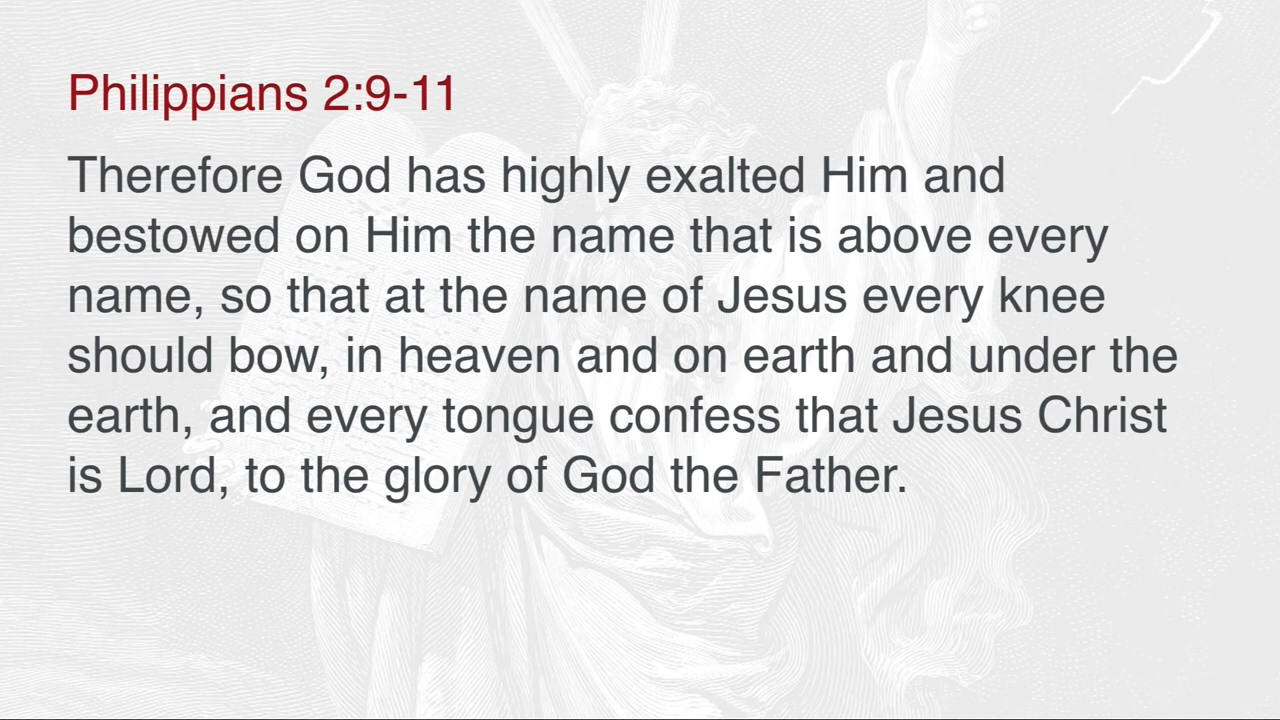 Philippians 2:9-11
Therefore God has highly exalted Him and
bestowed on Him the name that is above every
name, so that at the name of Jesus every knee
should bow, in heaven and on earth and under the
earth, and every tongue confess that Jesus Christ
is Lord, to the glory of God the Father.